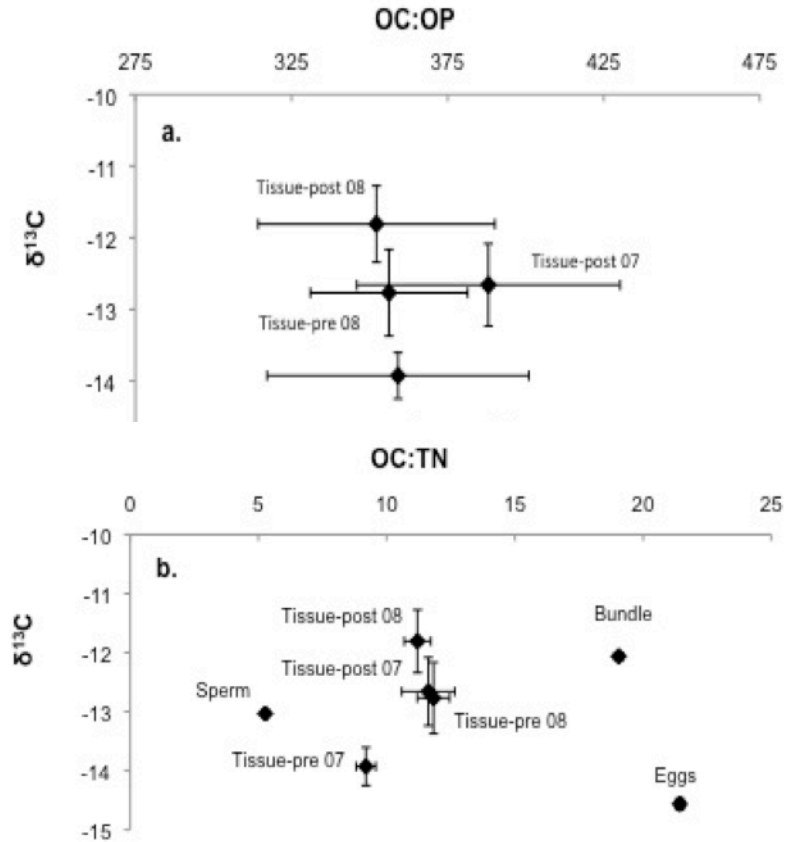 OC:OP
275 325 375 425 475
-10
a.
-11
Tissue-post 08
-12
δ¹³C
Tissue-post 07
-13
Tissue-pre 08
-14
OC:TN
0 5 10 15 20 25
-10
b.
-11
Tissue-post 08
Bundle
-12
δ¹³C
Tissue-post 07
Sperm
-13
Tissue-pre 08
Tissue-pre 07
-14
Eggs
-15